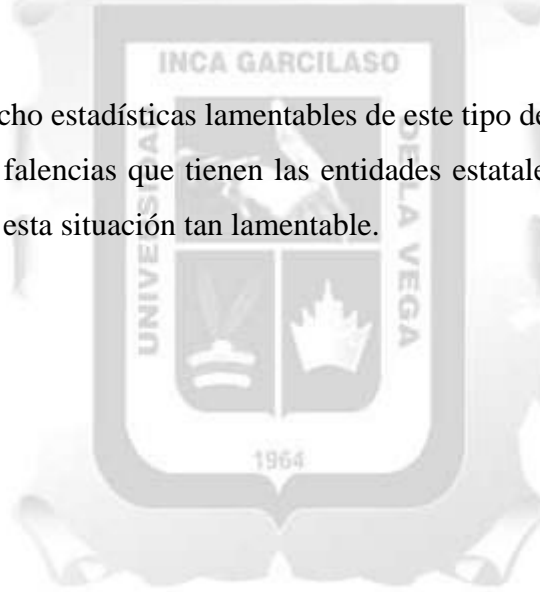 INCA GARCILASO
cho estadísticas lamentables de este tipo de
falencias que tienen las entidades estatale
esta situación tan lamentable.
UNIVERSIDAD
DE LA VEGA
1964